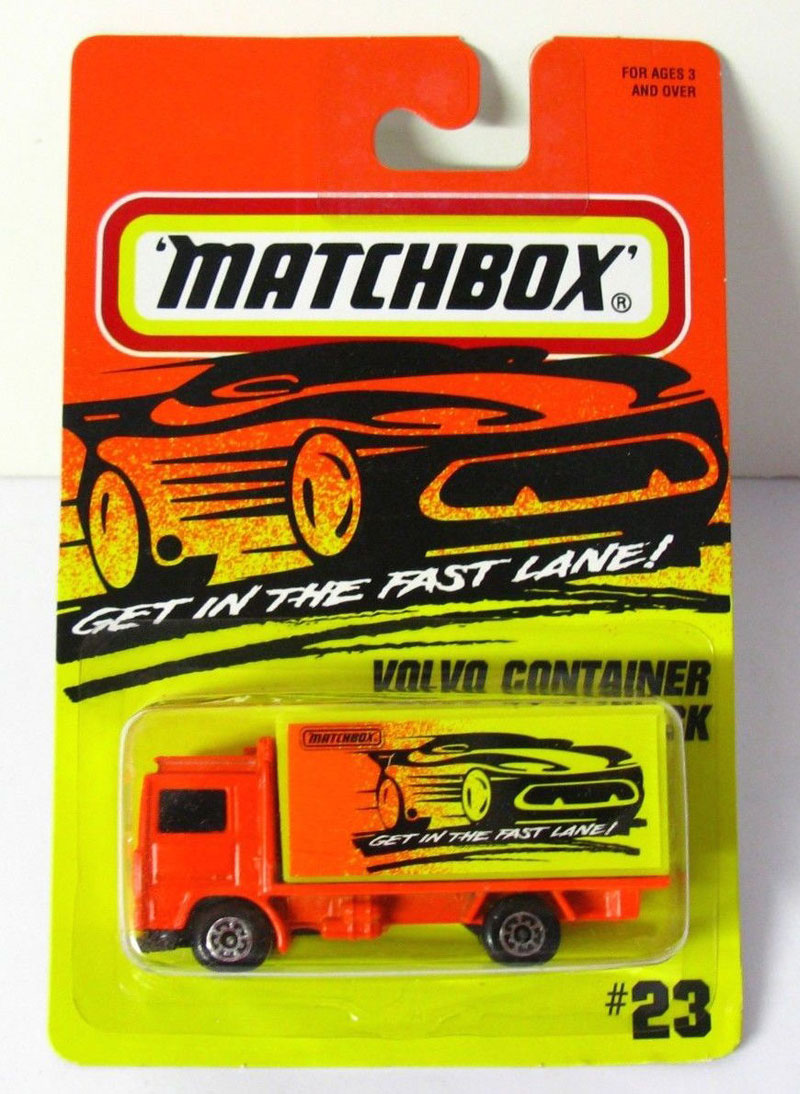 FOR AGES 3
AND OVER
'MATCHBOX'®
GET IN THE FAST LANE!
VOLVO CONTAINER
MATCHBOX
GET IN THE FAST LANE!
#23